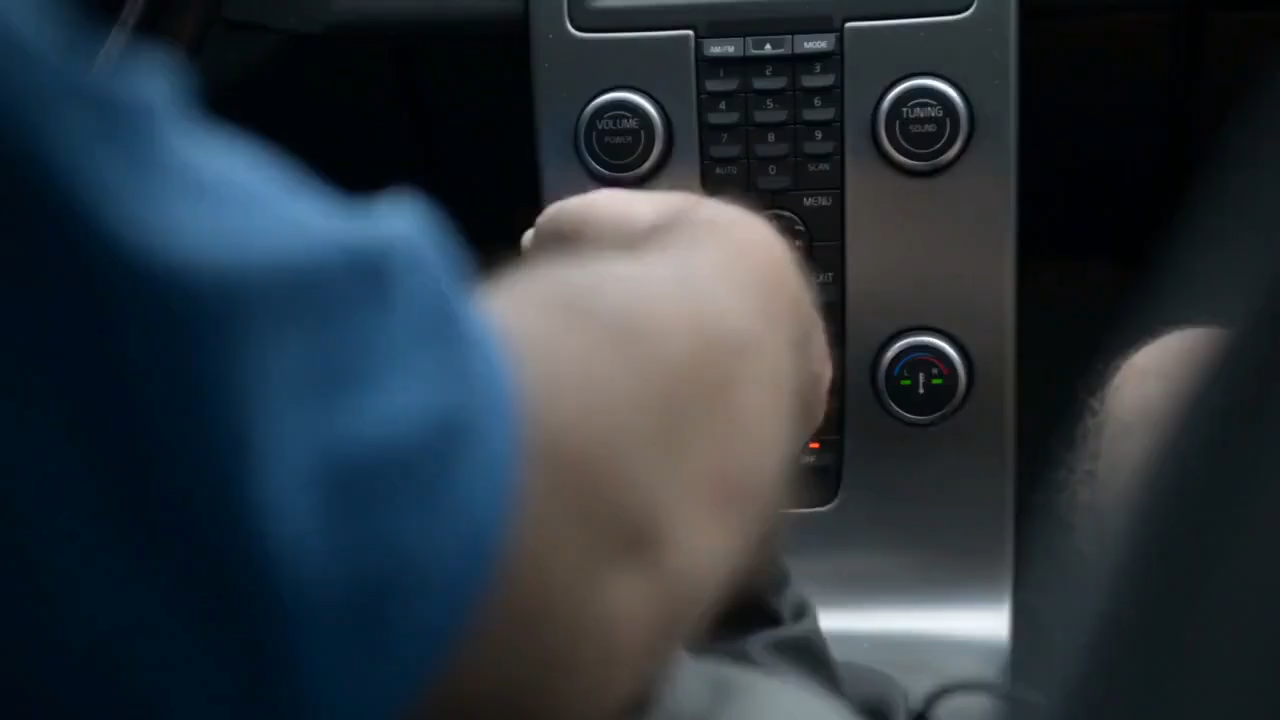 AM/FM MODE
1 2 3
4 5 6
7 8 9
AUTO 0 SCAN
VOLUME
POWER
TUNING
SOUND
MENU
EXIT
L R